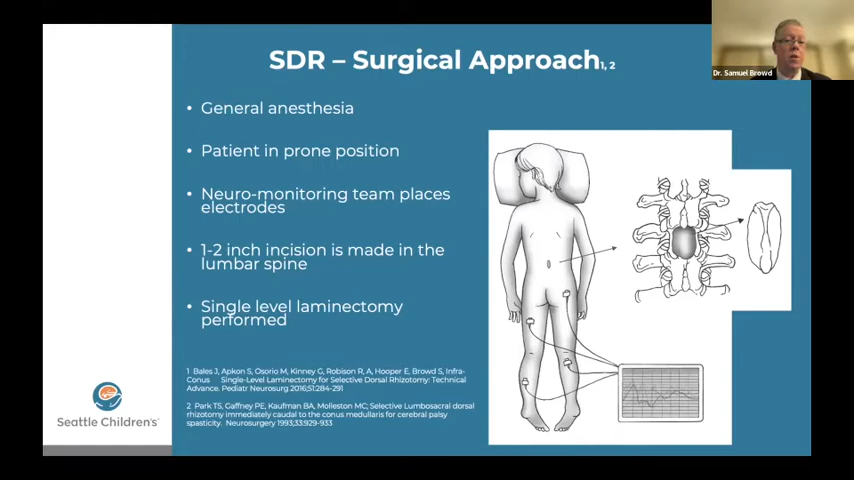 Dr. Samuel Browd
SDR – Surgical Approach1, 2
• General anesthesia
• Patient in prone position
• Neuro-monitoring team places
electrodes
• 1-2 inch incision is made in the
lumbar spine
• Single level laminectomy
performed
1 Bales J, Apkon S, Osorio M, Kinney G, Robison R, A, Hooper E, Browd S, Infra-
Conus Single-Level Laminectomy for Selective Dorsal Rhizotomy: Technical
Advance. Pediatr Neurosurg 2016;51:284-291
2 Park TS, Gaffney PE, Kaufman BA, Molleston MC; Selective Lumbosacral dorsal
rhizotomy immediately caudal to the conus medullaris for cerebral palsy
spasticity. Neurosurgery 1993;33:929-933
Seattle Children's